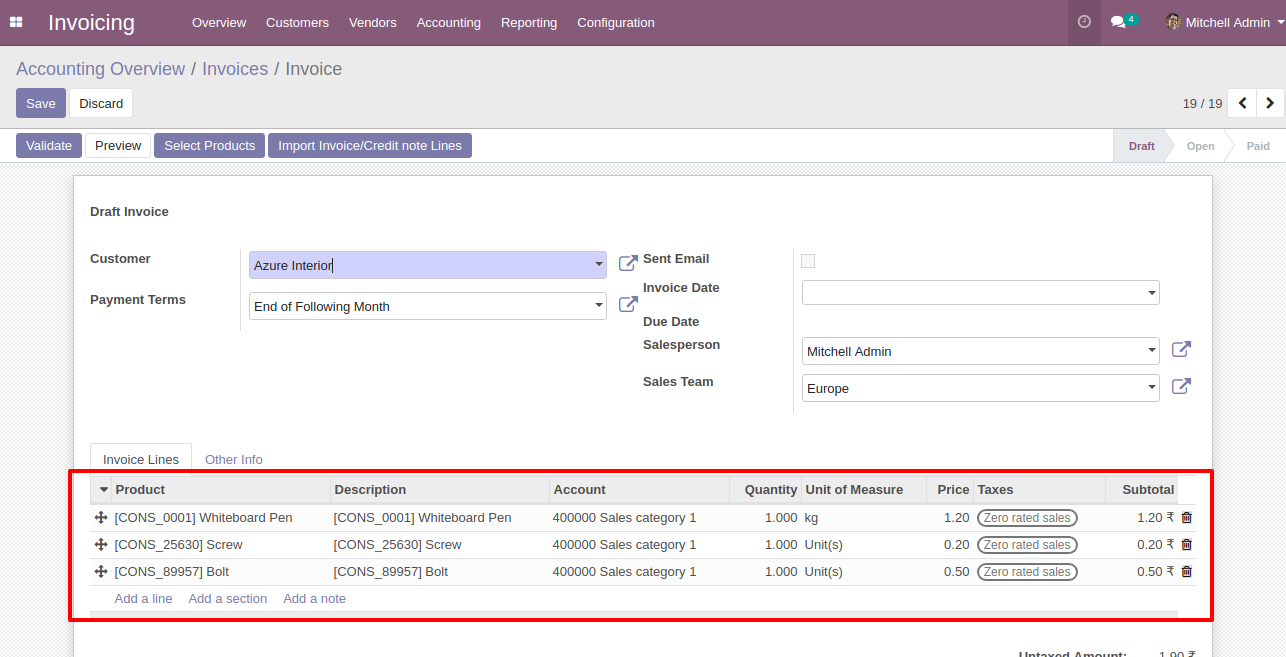 Invoicing Overview Customers Vendors Accounting Reporting Configuration 4 Mitchell Admin
Accounting Overview / Invoices / Invoice
Save Discard 19 / 19
Validate Preview Select Products Import Invoice/Credit note Lines Draft Open Paid
Draft Invoice
Customer Azure Interior Sent Email
Invoice Date
Payment Terms End of Following Month
Due Date
Salesperson Mitchell Admin
Sales Team Europe
Invoice Lines Other Info
Product Description Account Quantity Unit of Measure Price Taxes Subtotal
[CONS_0001] Whiteboard Pen [CONS_0001] Whiteboard Pen 400000 Sales category 1 1.000 kg 1.20 Zero rated sales 1.20 ₹
[CONS_25630] Screw [CONS_25630] Screw 400000 Sales category 1 1.000 Unit(s) 0.20 Zero rated sales 0.20 ₹
[CONS_89957] Bolt [CONS_89957] Bolt 400000 Sales category 1 1.000 Unit(s) 0.50 Zero rated sales 0.50 ₹
Add a line Add a section Add a note
Untaxed Amount: 1.90 ₹